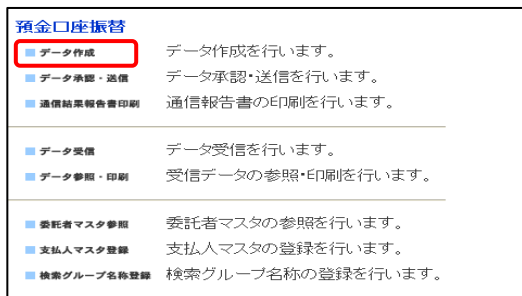 預金口座振替
データ作成 データ作成を行います。
データ承認・送信 データ承認・送信を行います。
通信結果報告書印刷 通信報告書の印刷を行います。
データ受信 データ受信を行います。
データ参照・印刷 受信データの参照・印刷を行います。
委託者マスタ参照 委託者マスタの参照を行います。
支払人マスタ登録 支払人マスタの登録を行います。
検索グループ名称登録 検索グループ名称の登録を行います。